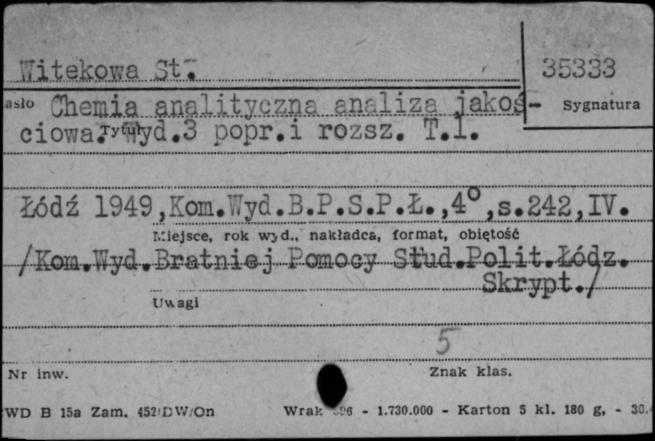 Witekowa St. 35333
asło Chemia analityczna analiza jakoś- Sygnatura
ciowa. Tytuł Wyd.3 popr.i rozsz. T.1.
Łódź 1949,Kom.Wyd.B.P.S.P.Ł.,4°,s.242,IV.
Miejsce, rok wyd., nakładca, format, objętość
/Kom.Wyd.Bratniej Pomocy Stud.Polit.Łódz.
Skrypt./
Uwagi
5
Nr inw. Znak klas.
WD B 15a Zam. 452/DW/On Wrak - 1.730.000 - Karton 5 kl. 180 g, - 30.